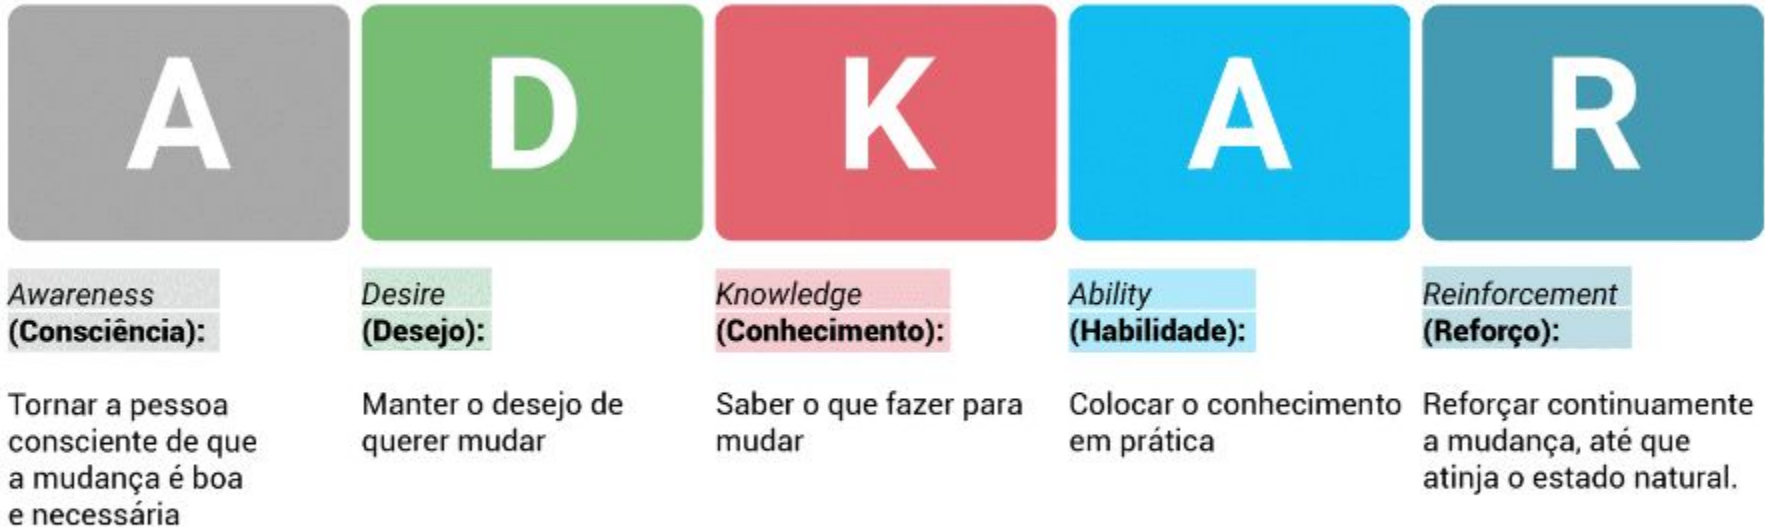 A
D
K
A
R
Awareness
(Consciência):
Tornar a pessoa
consciente de que
a mudança é boa
e necessária
Desire
(Desejo):
Manter o desejo de
querer mudar
Knowledge
(Conhecimento):
Saber o que fazer para
mudar
Ability
(Habilidade):
Colocar o conhecimento
em prática
Reinforcement
(Reforço):
Reforçar continuamente
a mudança, até que
atinja o estado natural.